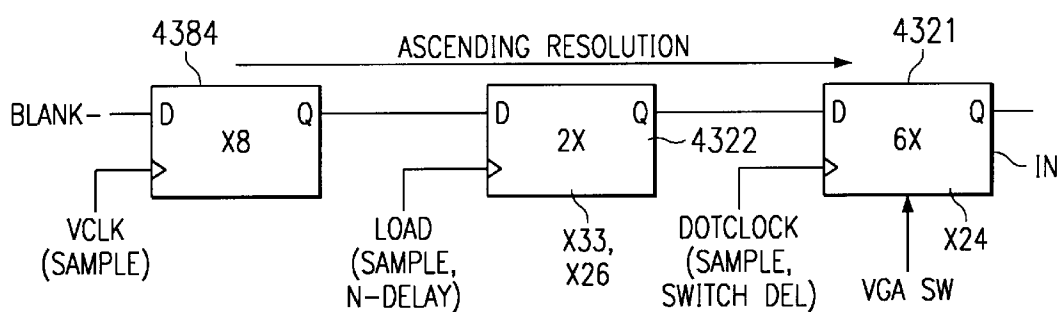 4384
ASCENDING RESOLUTION
4321
BLANK-
D Q
X8
D Q
2X
4322
D Q
6X
IN
VCLK
(SAMPLE)
LOAD
(SAMPLE,
N-DELAY)
X33,
X26
DOTCLOCK
(SAMPLE,
SWITCH DEL)
X24
VGA SW